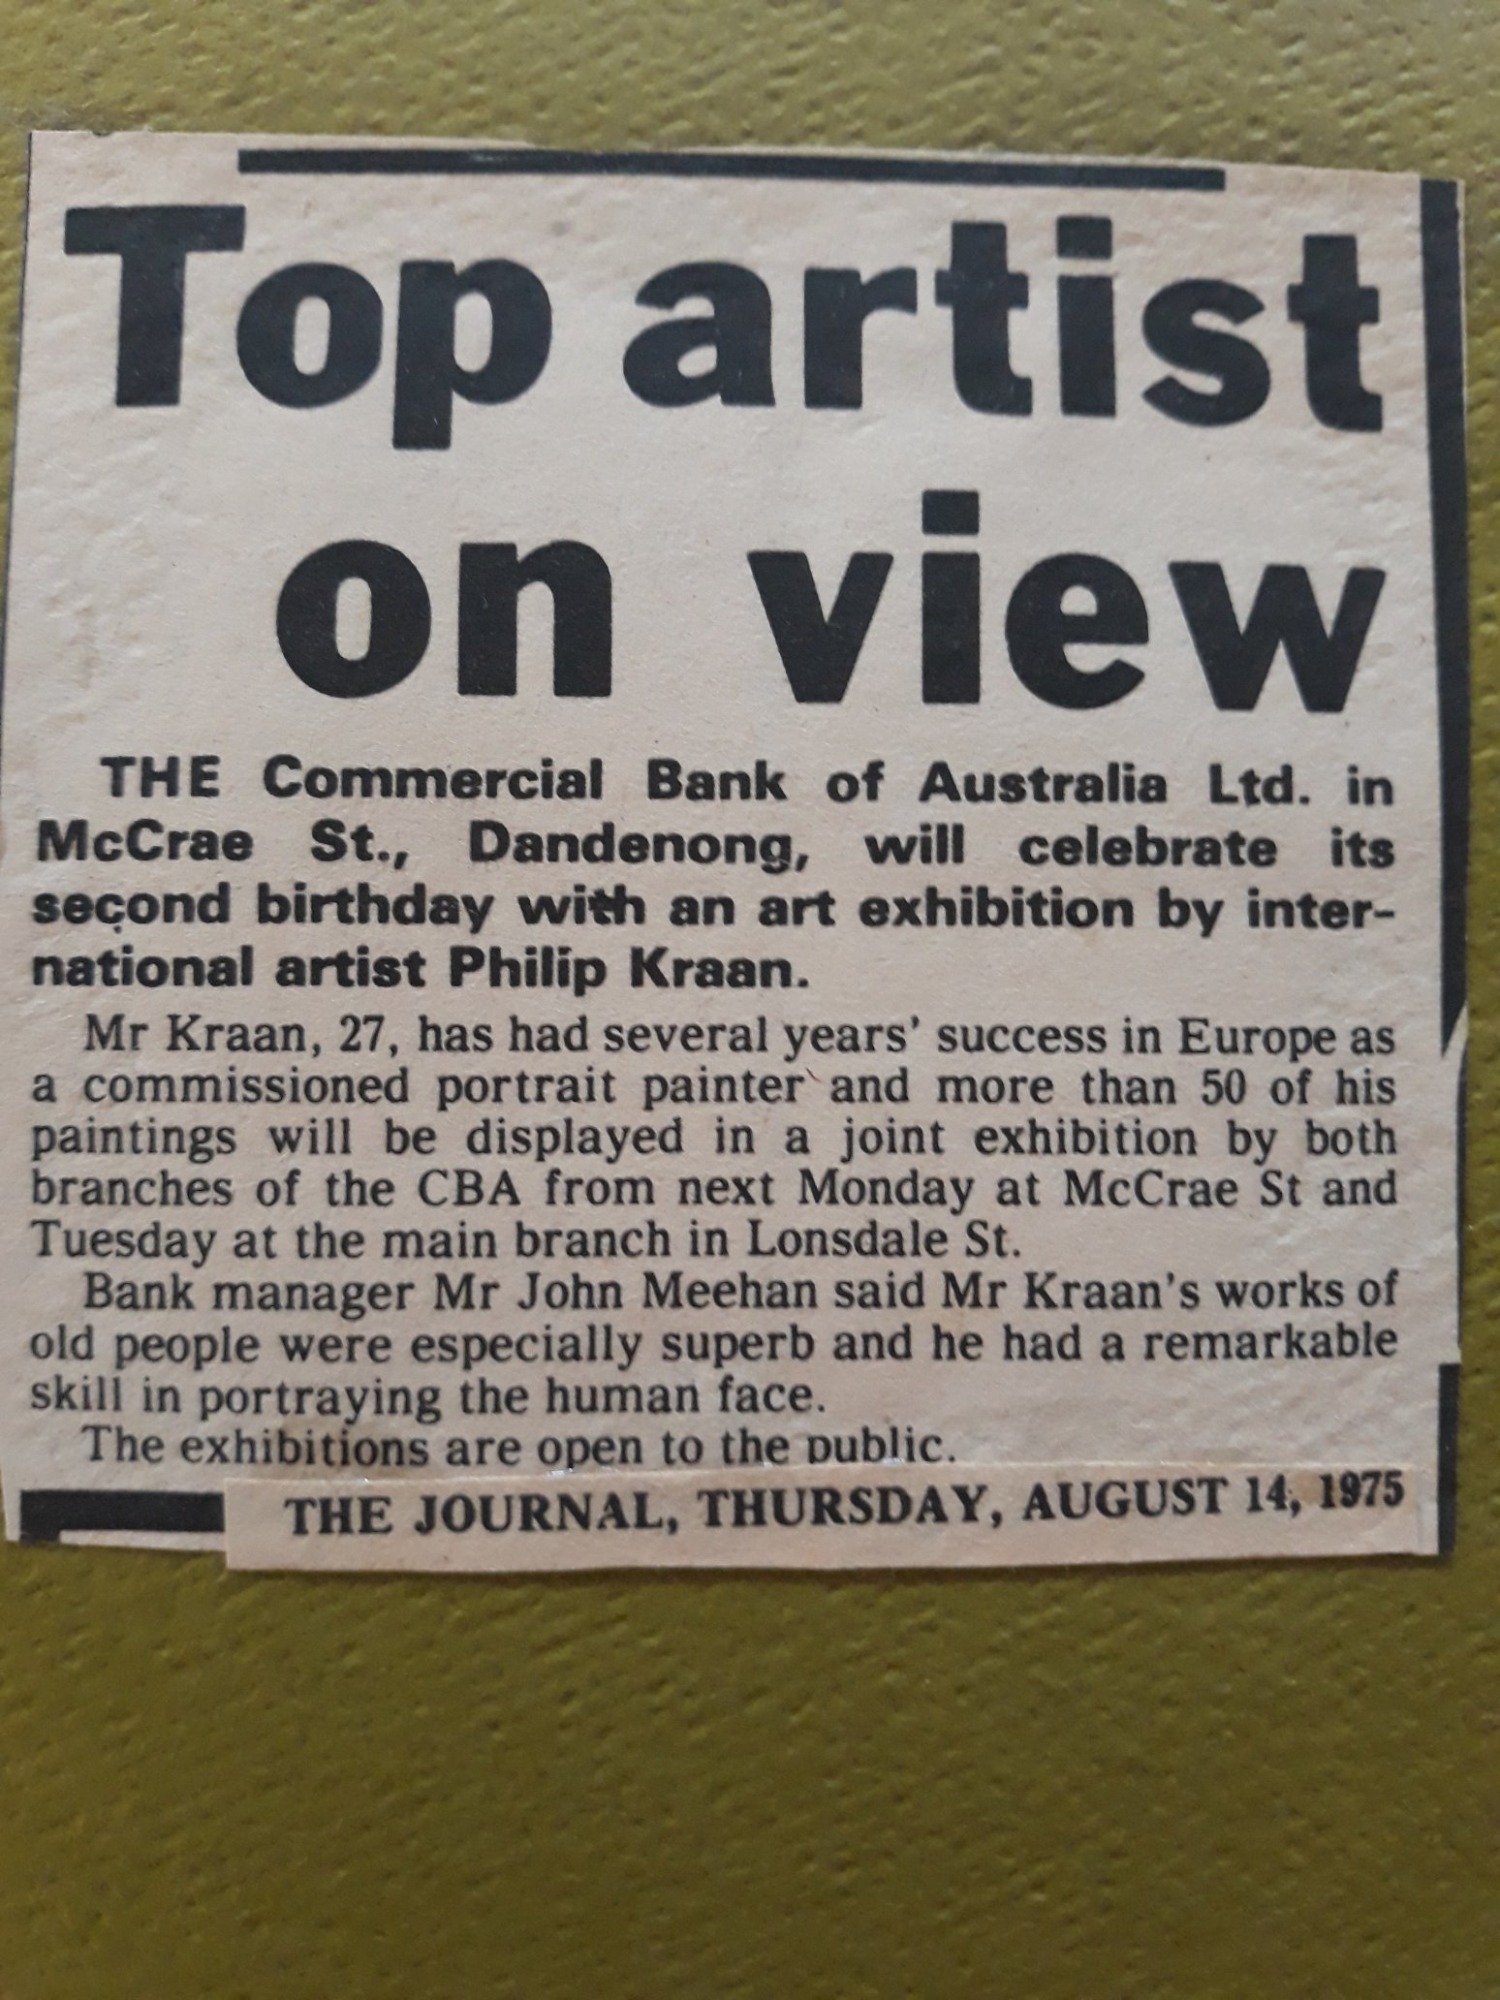 Top artist
on view
THE Commercial Bank of Australia Ltd. in
McCrae St., Dandenong, will celebrate its
second birthday with an art exhibition by inter-
national artist Philip Kraan.
Mr Kraan, 27, has had several years' success in Europe as
a commissioned portrait painter and more than 50 of his
paintings will be displayed in a joint exhibition by both
branches of the CBA from next Monday at McCrae St and
Tuesday at the main branch in Lonsdale St.
Bank manager Mr John Meehan said Mr Kraan's works of
old people were especially superb and he had a remarkable
skill in portraying the human face.
The exhibitions are open to the public.
THE JOURNAL, THURSDAY, AUGUST 14, 1975